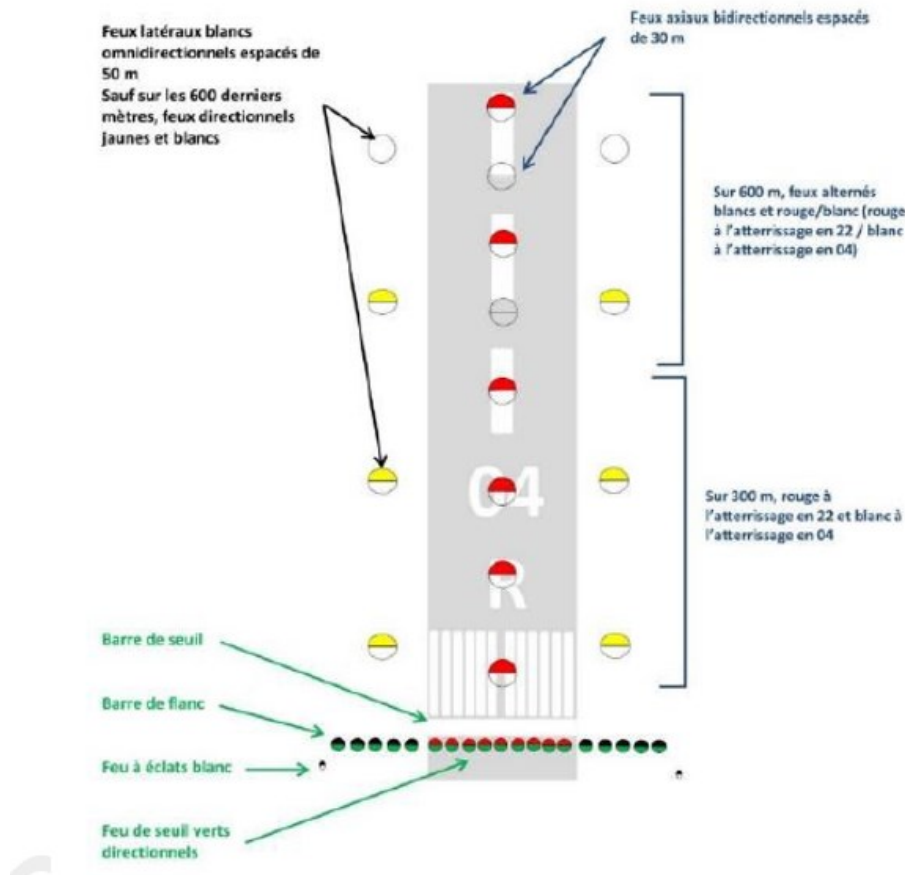 Feux latéraux blancs
omnidirectionnels espacés de
50 m
Sauf sur les 600 derniers
mètres, feux directionnels
jaunes et blancs
Feux axiaux bidirectionnels espacés
de 30 m
Sur 600 m, feux alternés
blancs et rouge/blanc (rouge
à l'atterrissage en 22 / blanc
à l'atterrissage en 04)
04
R
Sur 300 m, rouge à
l'atterrissage en 22 et blanc à
l'atterrissage en 04
Barre de seuil
Barre de flanc
Feu à éclats blanc
Feu de seuil verts
directionnels